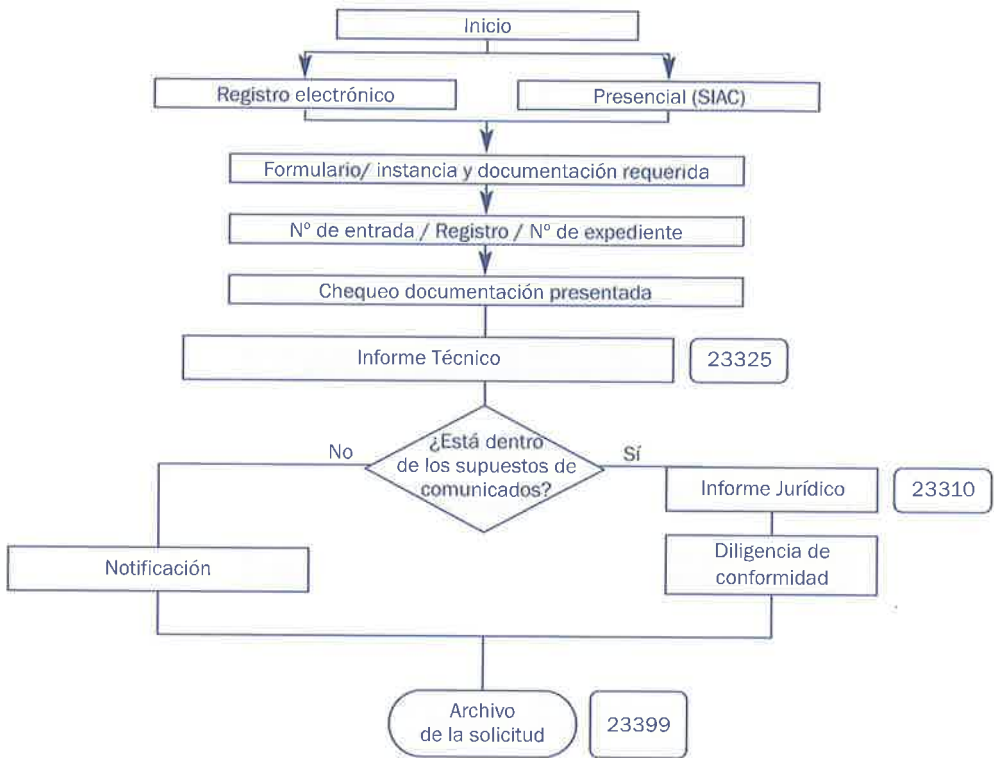 Inicio
Registro electrónico
Presencial (SIAC)
Formulario/ instancia y documentación requerida
Nº de entrada / Registro / Nº de expediente
Chequeo documentación presentada
Informe Técnico
23325
¿Está dentro
de los supuestos de
comunicados?
No
Sí
Informe Jurídico
23310
Notificación
Diligencia de
conformidad
Archivo
de la solicitud
23399